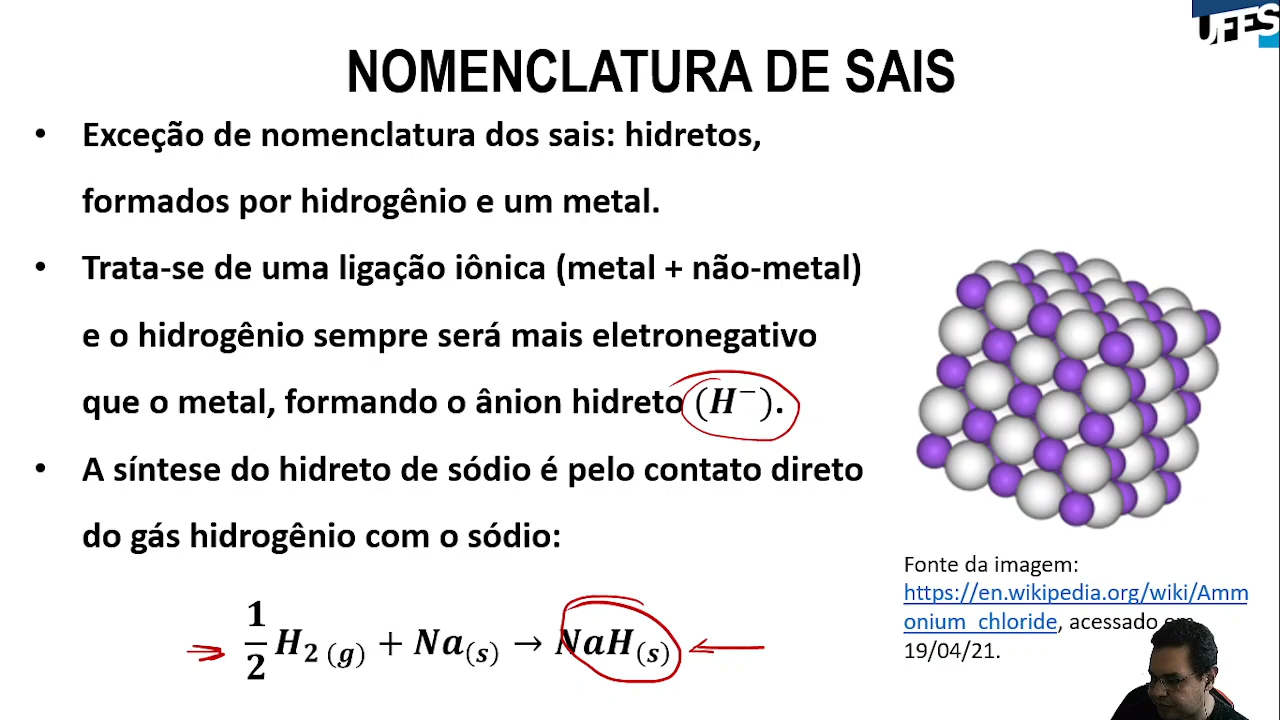 UFES
NOMENCLATURA DE SAIS
• Exceção de nomenclatura dos sais: hidretos,
formados por hidrogênio e um metal.
• Trata-se de uma ligação iônica (metal + não-metal)
e o hidrogênio sempre será mais eletronegativo
que o metal, formando o ânion hidreto (H⁻).
• A síntese do hidreto de sódio é pelo contato direto
do gás hidrogênio com o sódio:
1/2 H₂ (g) + Na(s) → NaH(s)
Fonte da imagem:
https://en.wikipedia.org/wiki/Amm
onium_chloride, acessado em
19/04/21.